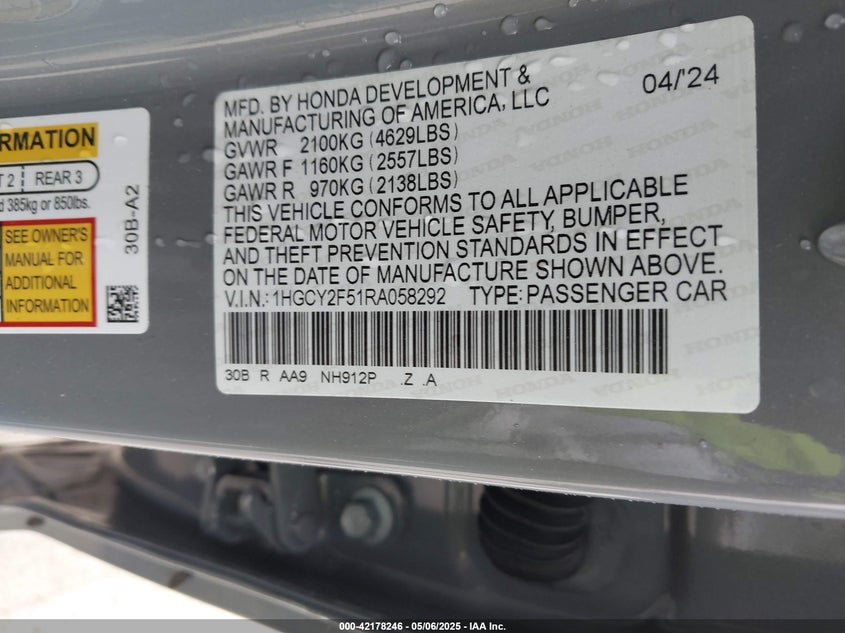 RMATION
T 2 | REAR 3
d 385kg or 850lbs.
SEE OWNER'S
MANUAL FOR
ADDITIONAL
INFORMATION
30B-A2
MFD. BY HONDA DEVELOPMENT & 04/'24
MANUFACTURING OF AMERICA, LLC
GVWR 2100KG (4629LBS)
GAWR F 1160KG (2557LBS)
GAWR R 970KG (2138LBS)
THIS VEHICLE CONFORMS TO ALL APPLICABLE
FEDERAL MOTOR VEHICLE SAFETY, BUMPER,
AND THEFT PREVENTION STANDARDS IN EFFECT
ON THE DATE OF MANUFACTURE SHOWN ABOVE.
V.I.N.: 1HGCY2F51RA058292 TYPE: PASSENGER CAR
30B R AA9 NH912P .Z .A
000-42178246 - 05/06/2025 - IAA Inc.